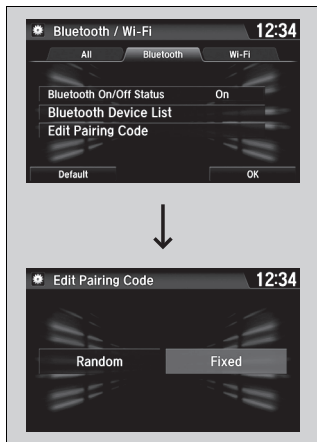 Bluetooth / Wi-Fi 12:34
All Bluetooth Wi-Fi
Bluetooth On/Off Status On
Bluetooth Device List
Edit Pairing Code
Default OK
Edit Pairing Code 12:34
Random Fixed